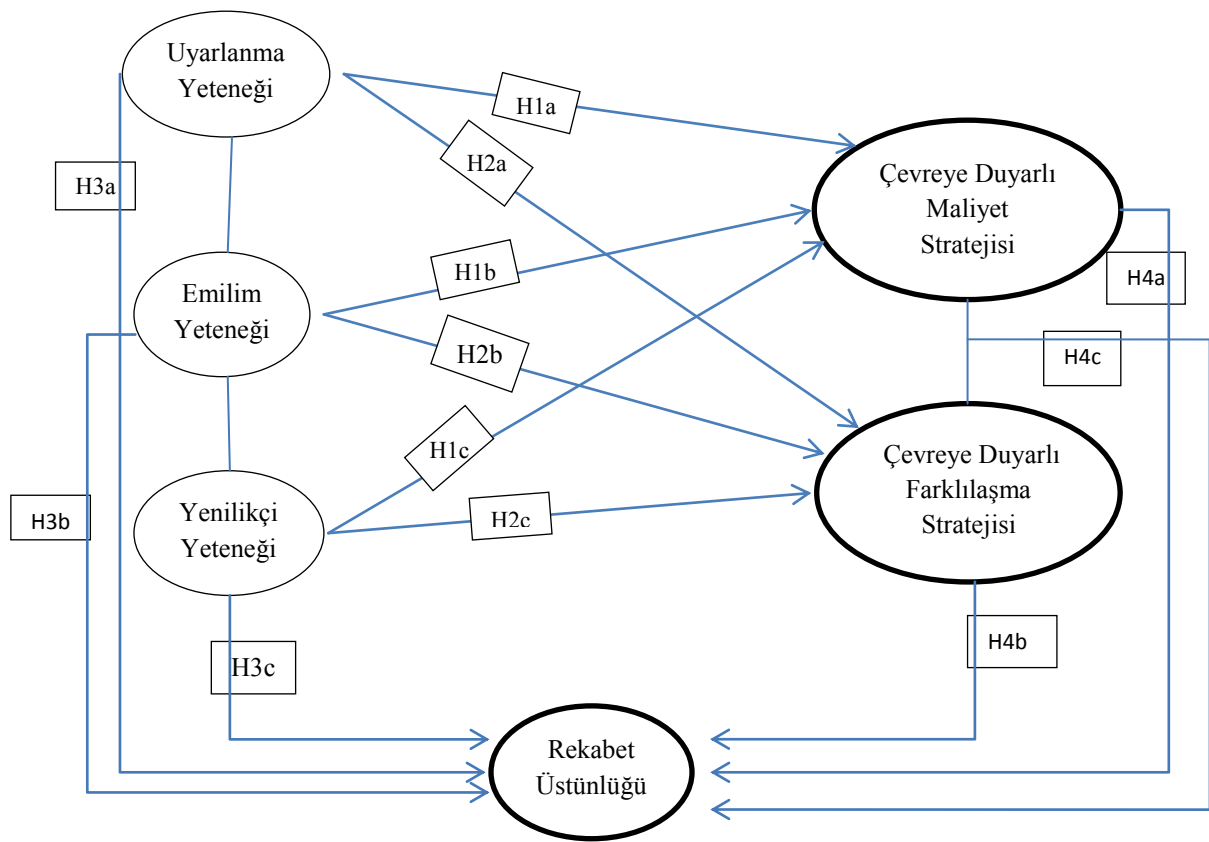 Uyarlanma
Yeteneği
H1a
H2a
H3a
Çevreye Duyarlı
Maliyet
Stratejisi
H1b
H4a
Emilim
Yeteneği
H2b
H4c
H1c
Çevreye Duyarlı
Farklılaşma
Stratejisi
H3b
Yenilikçi
Yeteneği
H2c
H3c
H4b
Rekabet
Üstünlüğü